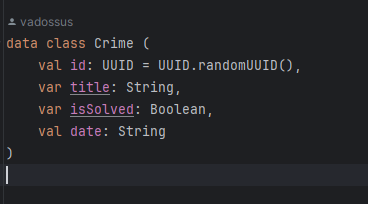 vadossus
data class Crime (
    val id: UUID = UUID.randomUUID(),
    var title: String,
    var isSolved: Boolean,
    val date: String
)